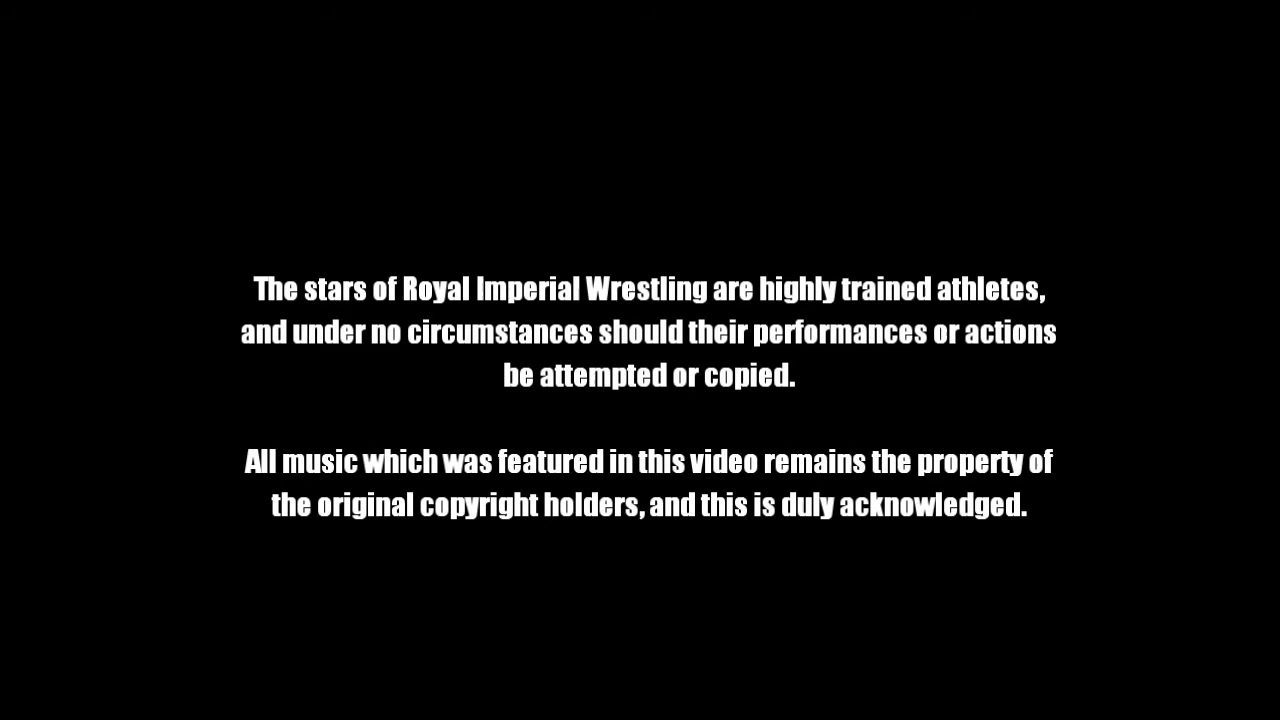 The stars of Royal Imperial Wrestling are highly trained athletes,
and under no circumstances should their performances or actions
be attempted or copied.
All music which was featured in this video remains the property of
the original copyright holders, and this is duly acknowledged.